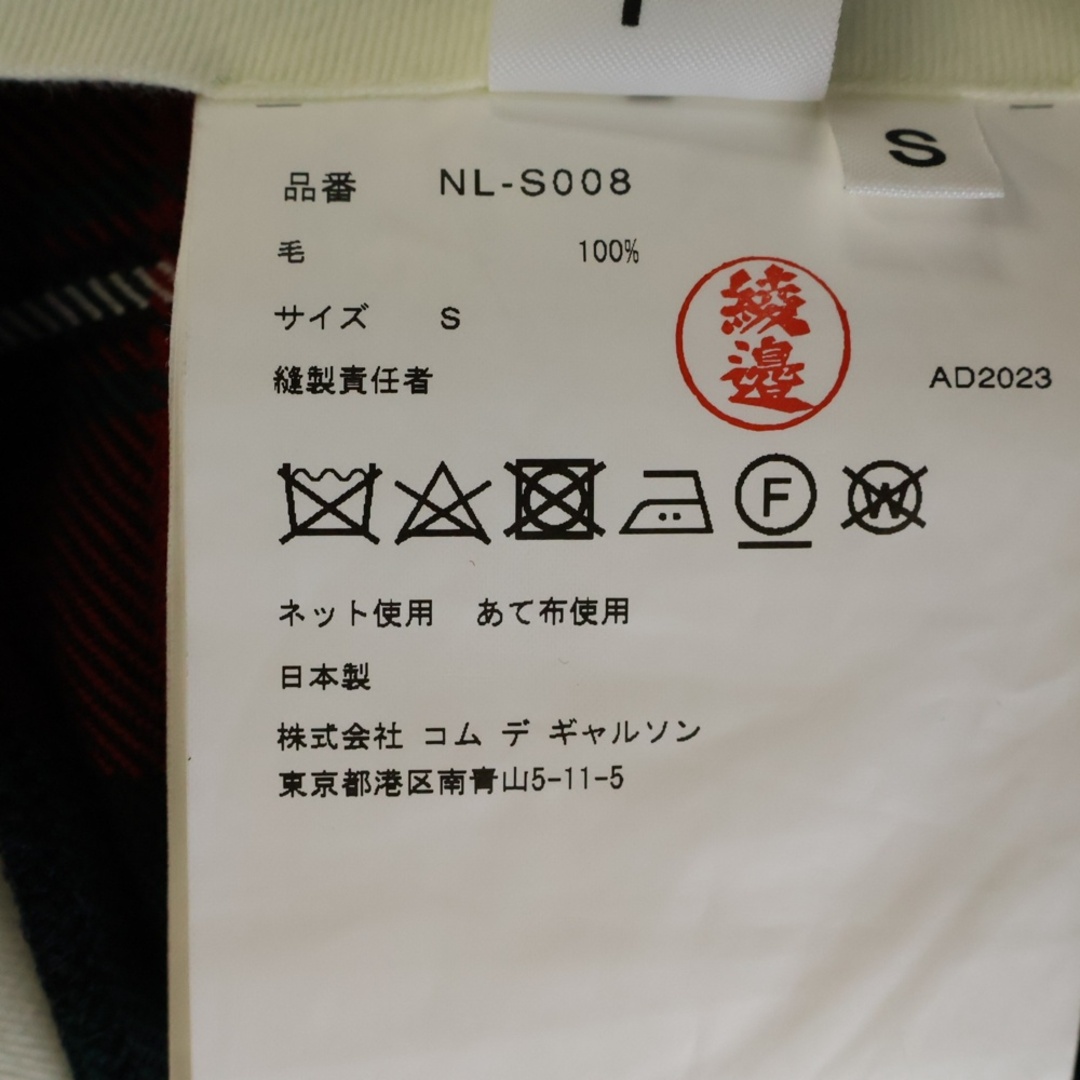 S
品番 NL-S008
毛 100%
サイズ S
綾邊
縫製責任者 AD2023
F W
ネット使用 あて布使用
日本製
株式会社 コム デ ギャルソン
東京都港区南青山5-11-5